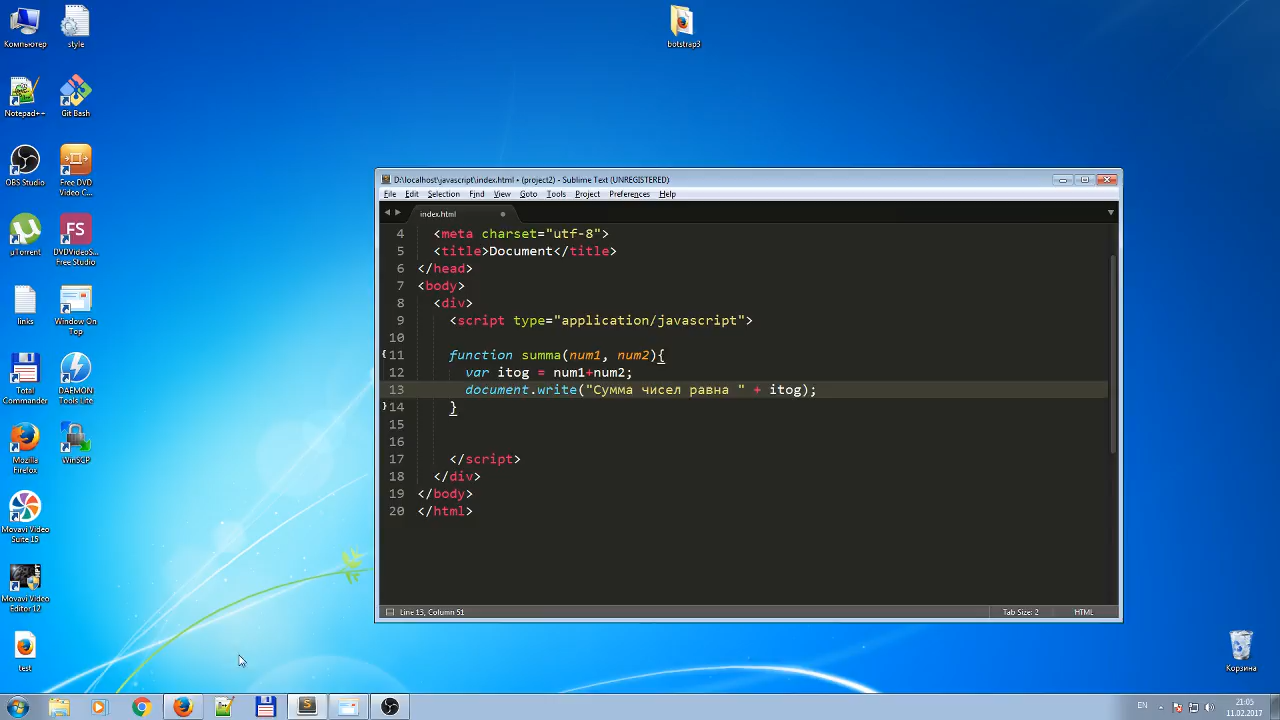 Компьютер
style
botstrap3
Notepad++
Git Bash
OBS Studio
Free DVD
Video C...
µTorrent
DVDVideoS...
Free Studio
links
Window On
Top
Total
Commander
DAEMON
Tools Lite
Mozilla
Firefox
WinSCP
Movavi Video
Suite 15
Movavi Video
Editor 12
test
Корзина
D:\localhost\javascript\index.html • (project2) - Sublime Text (UNREGISTERED)
File Edit Selection Find View Goto Tools Project Preferences Help
index.html
4 <meta charset="utf-8">
5 <title>Document</title>
6 </head>
7 <body>
8 <div>
9 <script type="application/javascript">
10
11 function summa(num1, num2){
12 var itog = num1+num2;
13 document.write("Сумма чисел равна " + itog);
14 }
15
16
17 </script>
18 </div>
19 </body>
20 </html>
Line 13, Column 51 Tab Size: 2 HTML
EN
21:05
11.02.2017